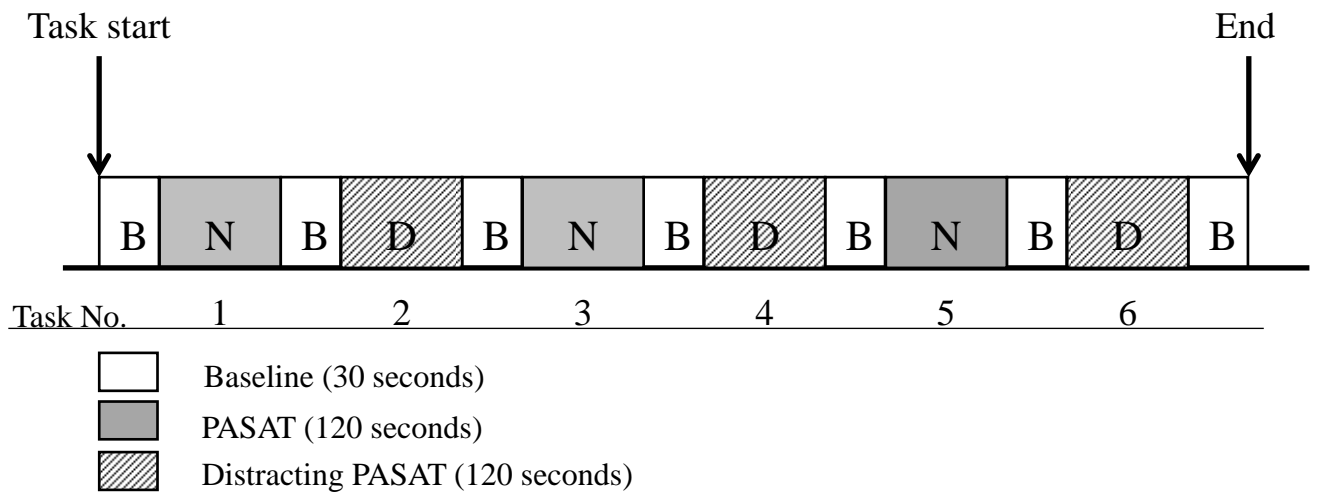 Task start End
B N B D B N B D B N B D B
Task No. 1 2 3 4 5 6
Baseline (30 seconds)
PASAT (120 seconds)
Distracting PASAT (120 seconds)